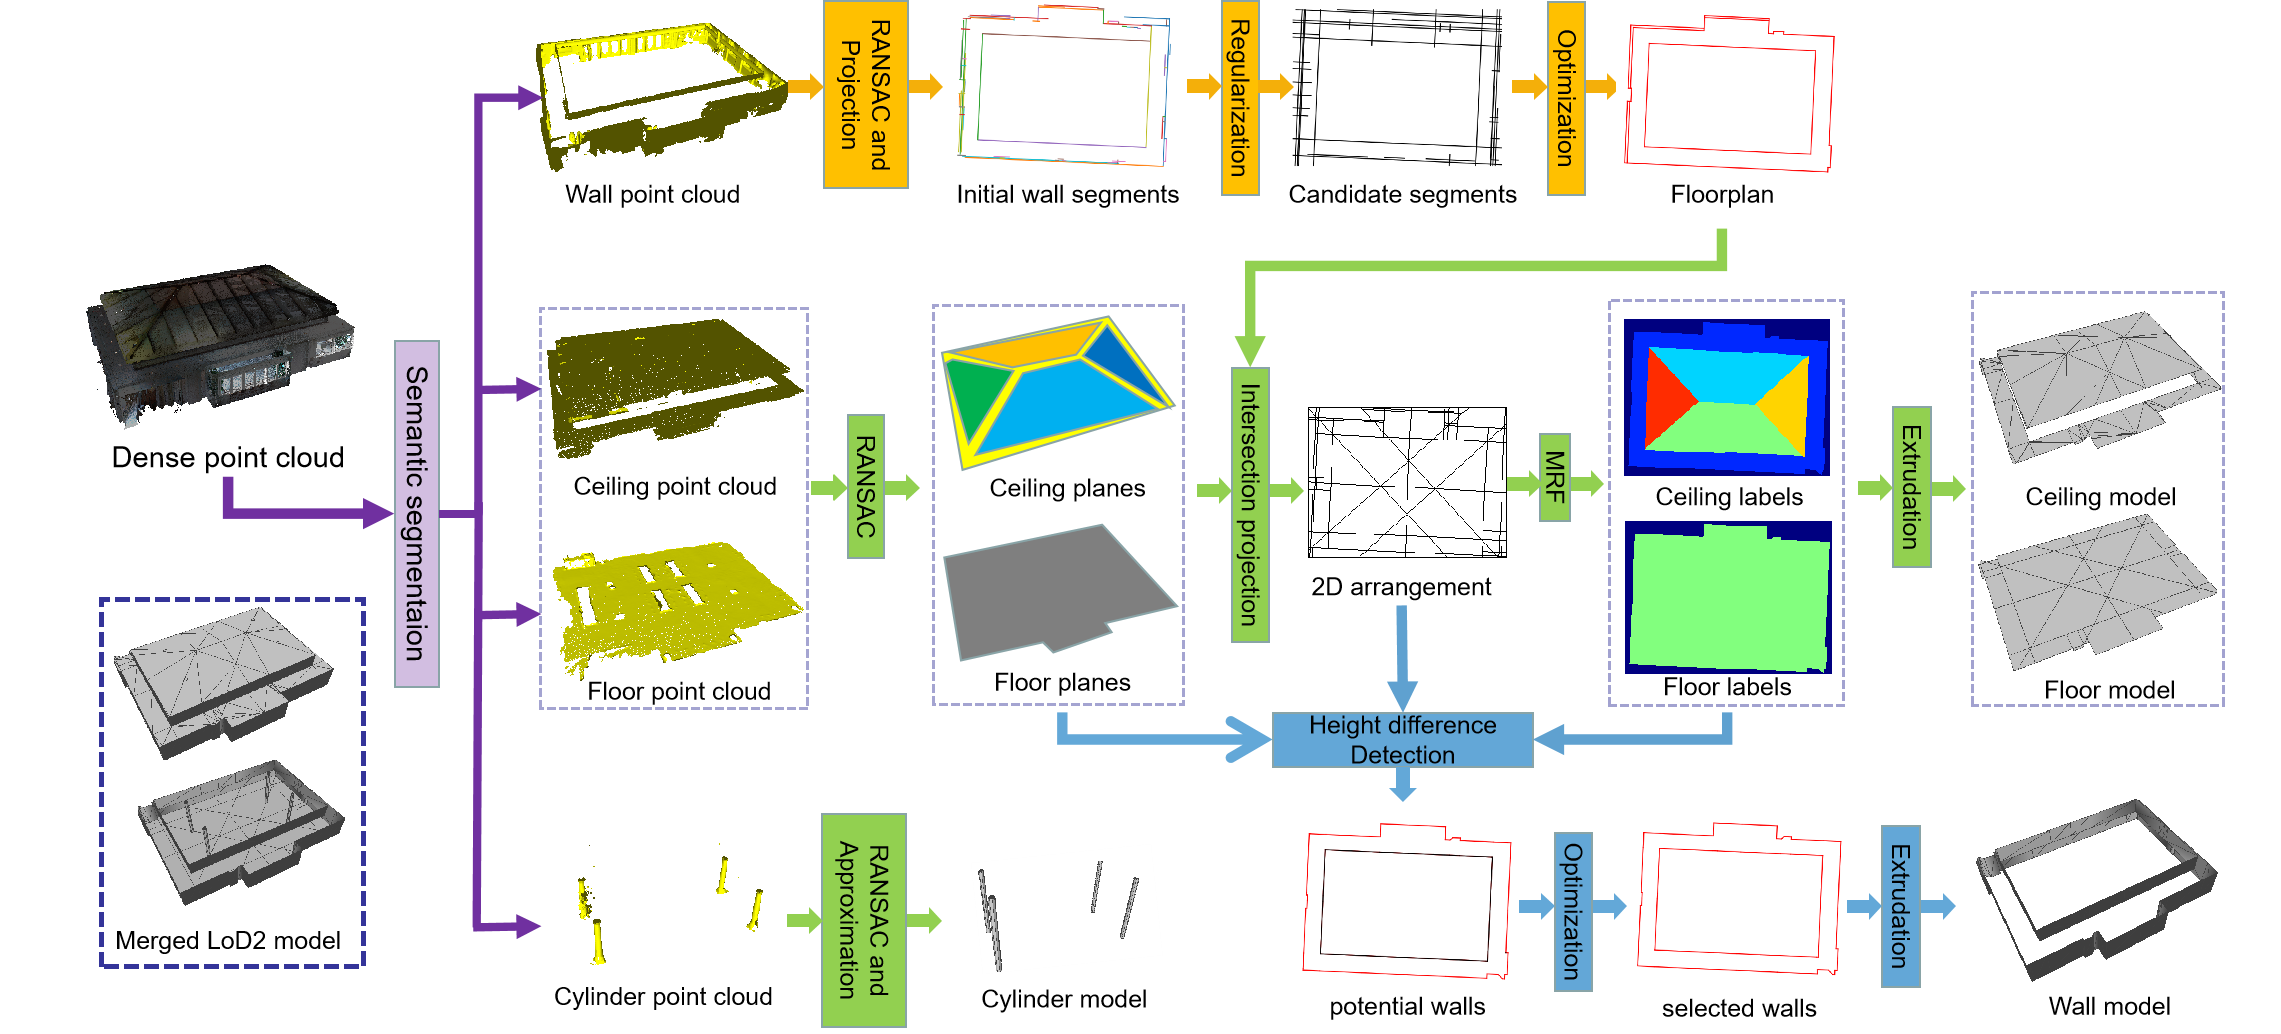 RANSAC and
Projection
Regularization
Optimization
Wall point cloud
Initial wall segments
Candidate segments
Floorplan
Dense point cloud
Semantic segmentaion
Ceiling point cloud
Floor point cloud
RANSAC
Ceiling planes
Floor planes
Intersection projection
2D arrangement
MRF
Ceiling labels
Floor labels
Extrudation
Ceiling model
Floor model
Height difference
Detection
Merged LoD2 model
Cylinder point cloud
RANSAC and
Approximation
Cylinder model
potential walls
Optimization
selected walls
Extrudation
Wall model